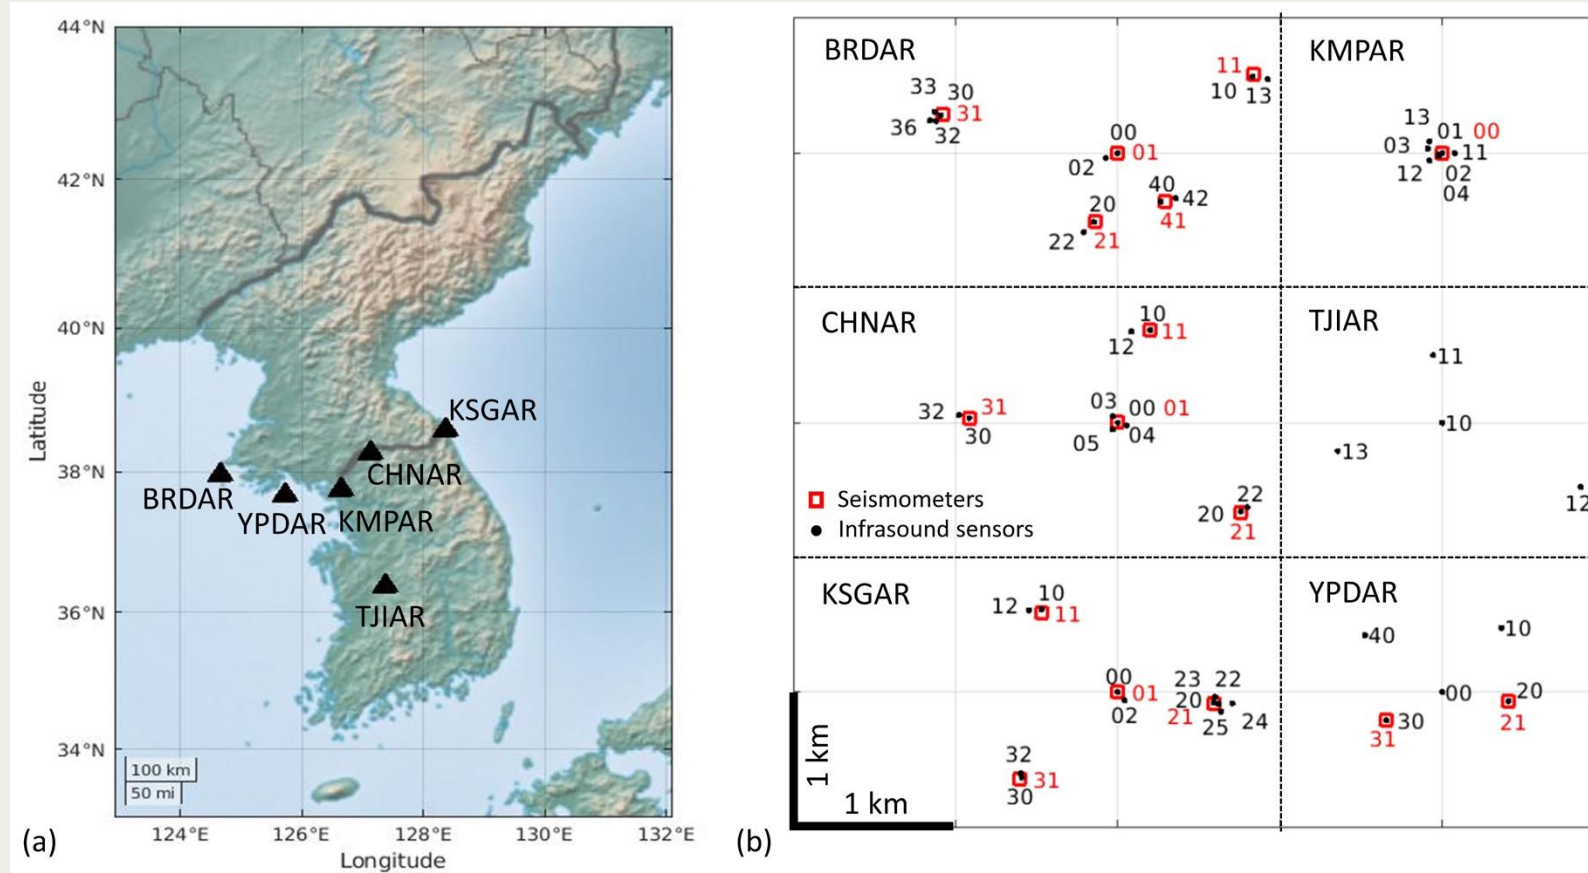 44°N
42°N
40°N
38°N
36°N
34°N
Latitude
KSGAR
CHNAR
BRDAR
YPDAR KMPAR
TJIAR
100 km
50 mi
124°E 126°E 128°E 130°E 132°E
Longitude
(a)
BRDAR
33 30
31
36 32
11
10 13
00
01
02
40
42
41
20
22 21
KMPAR
13 01 00
03 11
12 02
04
CHNAR
10
11
12
32 31
30
03 00 01
05 04
22
20
21
Seismometers
Infrasound sensors
TJIAR
11
10
13
12
KSGAR
10
12 11
00
01
02
23 22
20
21 25 24
32
31
30
1 km
1 km
YPDAR
40
10
00
20
21
30
31
(b)